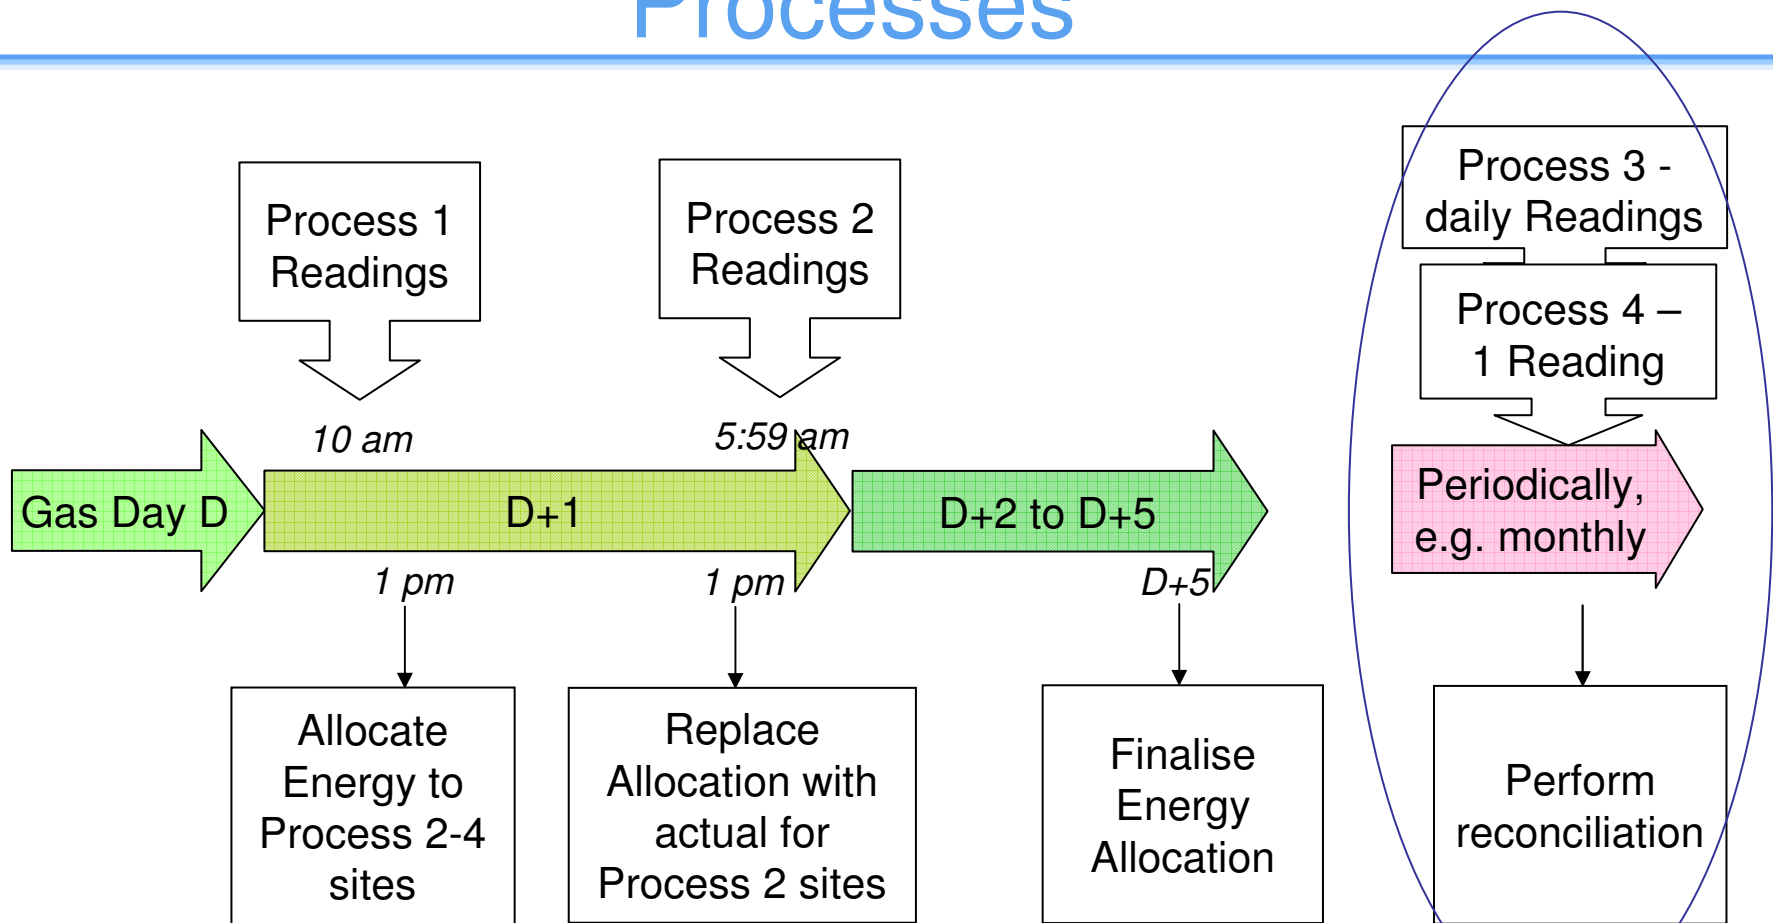 Processes
Process 1
Readings
Process 2
Readings
Process 3 -
daily Readings
Process 4 –
1 Reading
10 am
5:59 am
Gas Day D
D+1
D+2 to D+5
Periodically,
e.g. monthly
1 pm
1 pm
D+5
Allocate
Energy to
Process 2-4
sites
Replace
Allocation with
actual for
Process 2 sites
Finalise
Energy
Allocation
Perform
reconciliation